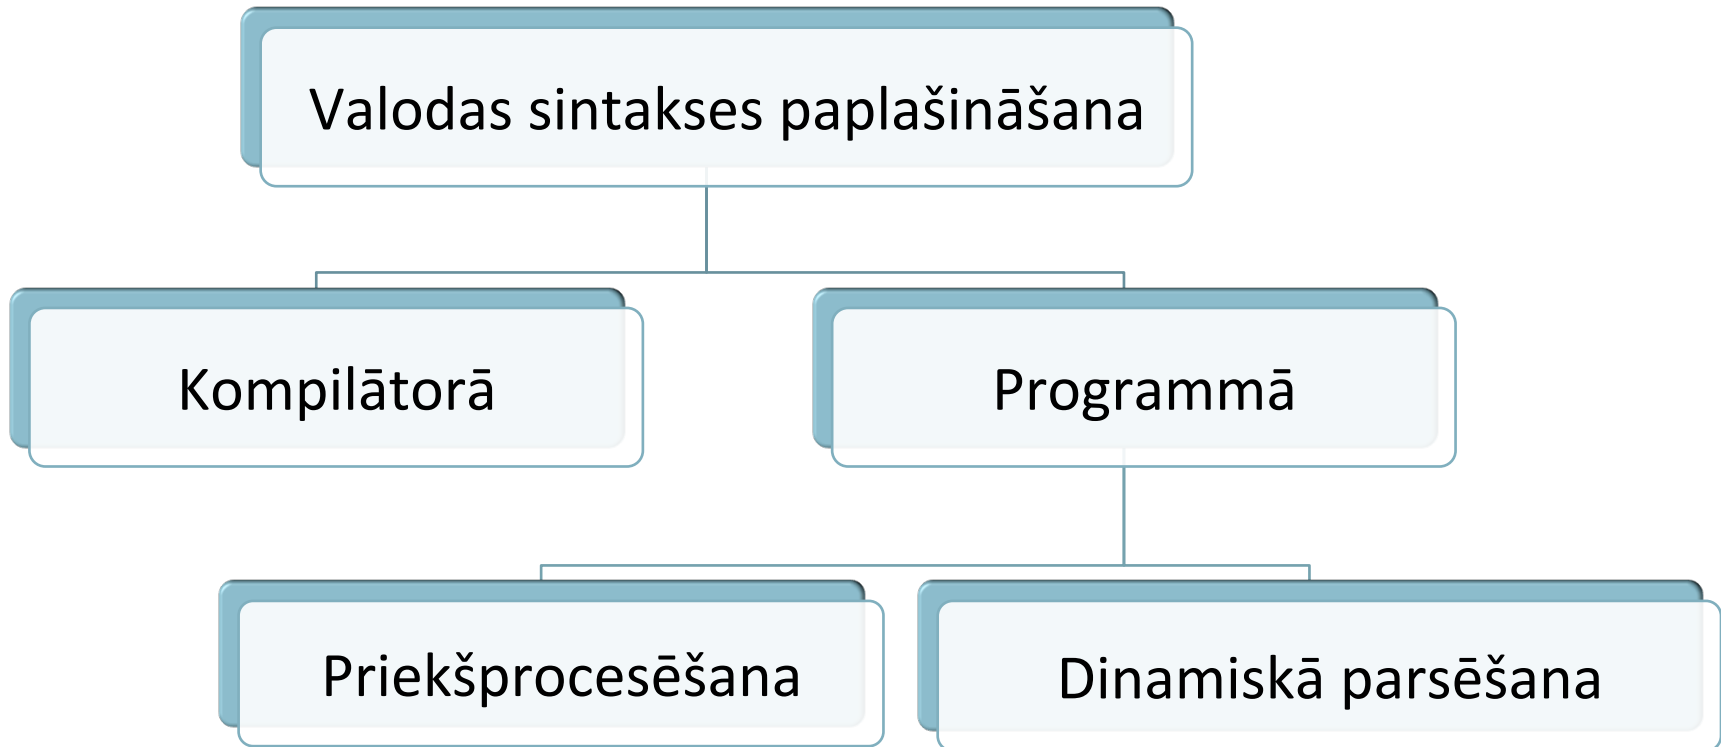 Valodas sintakses paplašināšana
Kompilātorā
Programmā
Priekšprocesēšana
Dinamiskā parsēšana